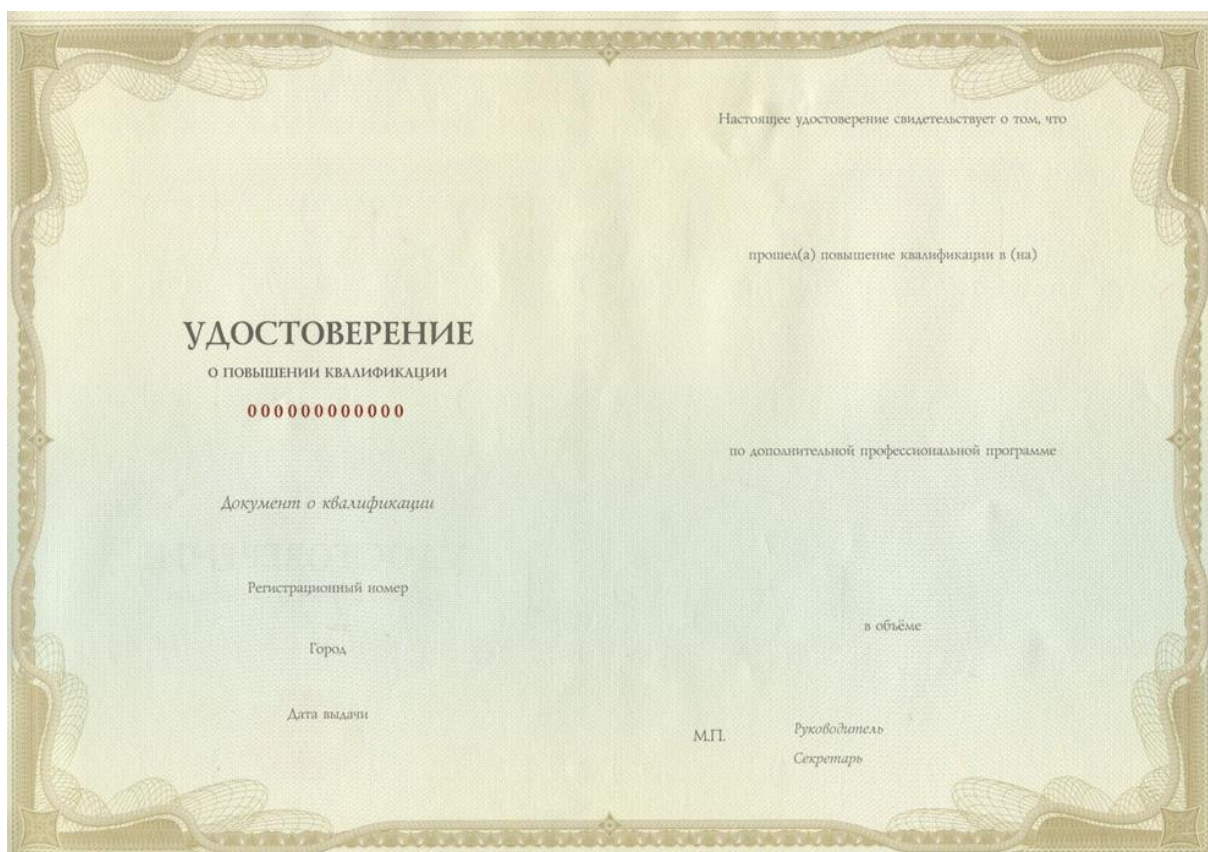 УДОСТОВЕРЕНИЕ
О ПОВЫШЕНИИ КВАЛИФИКАЦИИ
000000000000
Документ о квалификации
Регистрационный номер
Город
Дата выдачи
Настоящее удостоверение свидетельствует о том, что
прошел(а) повышение квалификации в (на)
по дополнительной профессиональной программе
в объёме
М.П.
Руководитель
Секретарь